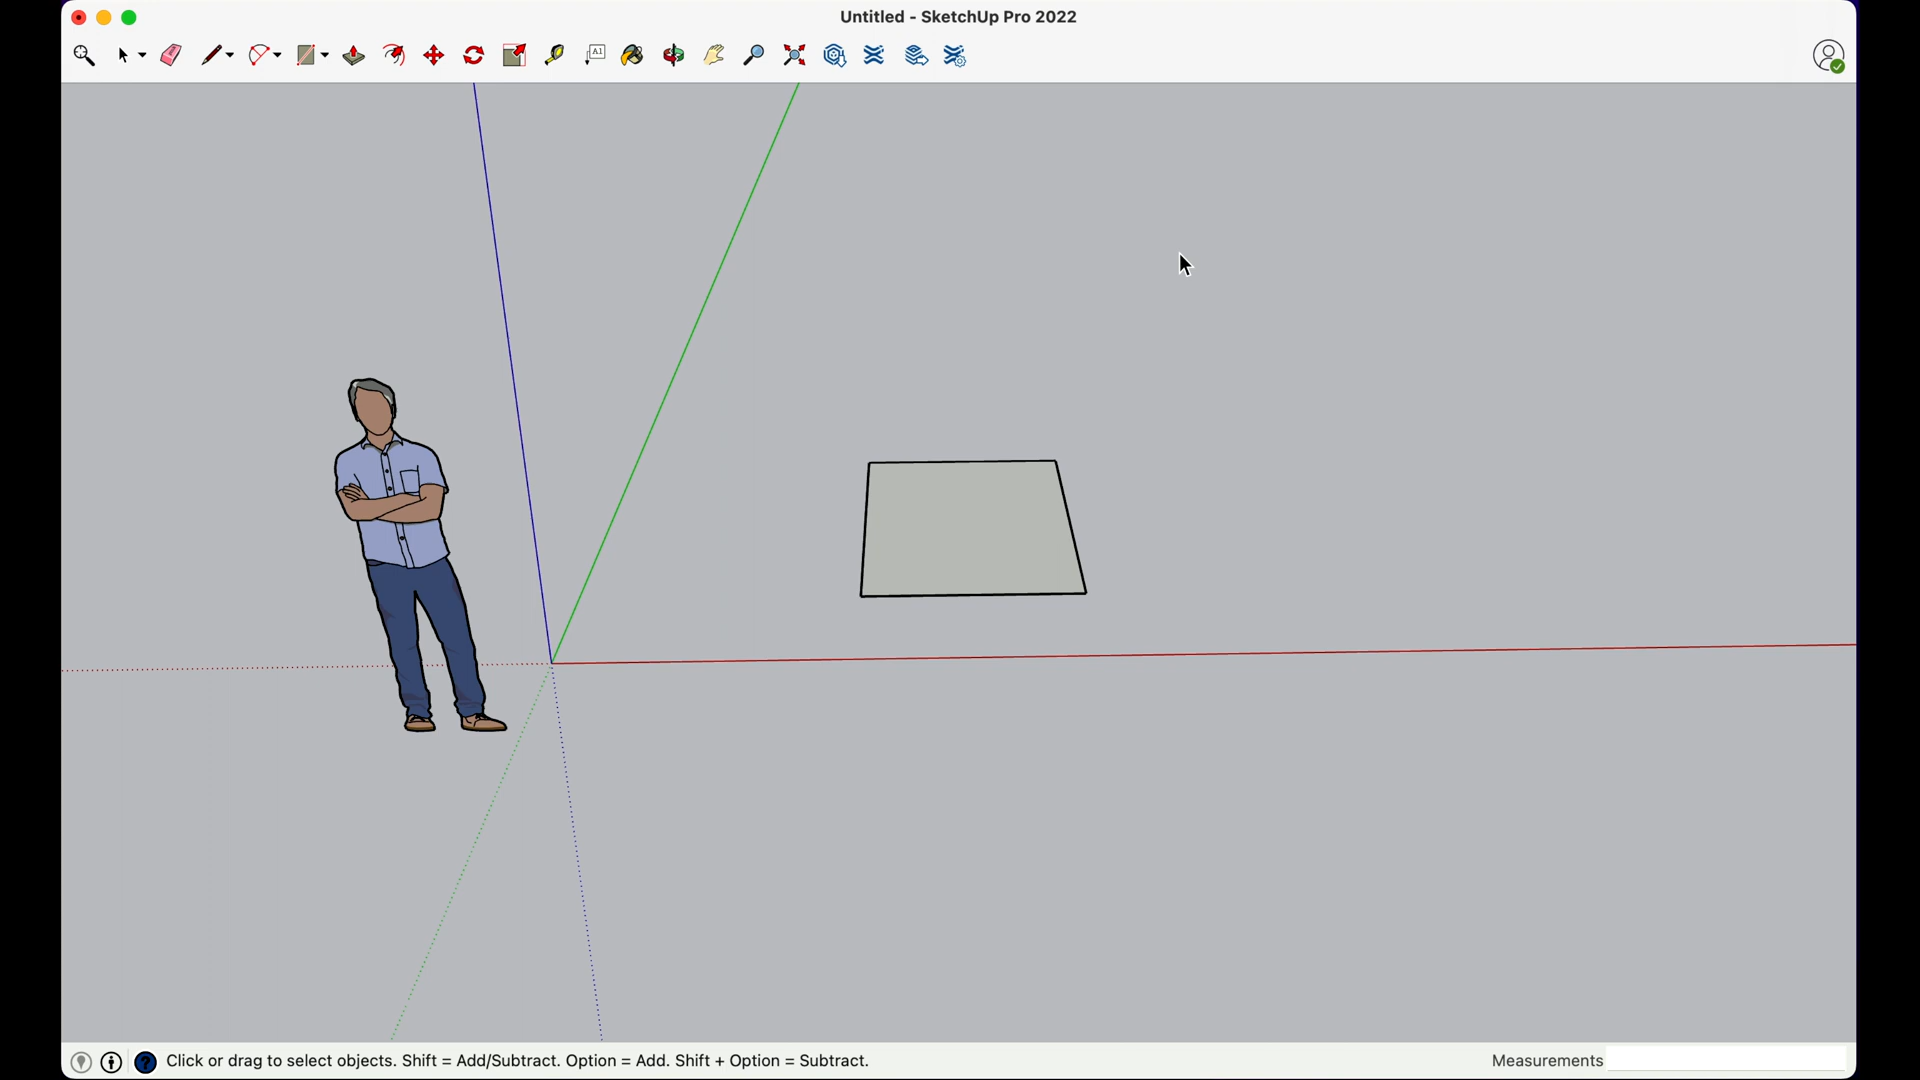 Untitled - SketchUp Pro 2022
A1
Click or drag to select objects. Shift = Add/Subtract. Option = Add. Shift + Option = Subtract.
Measurements